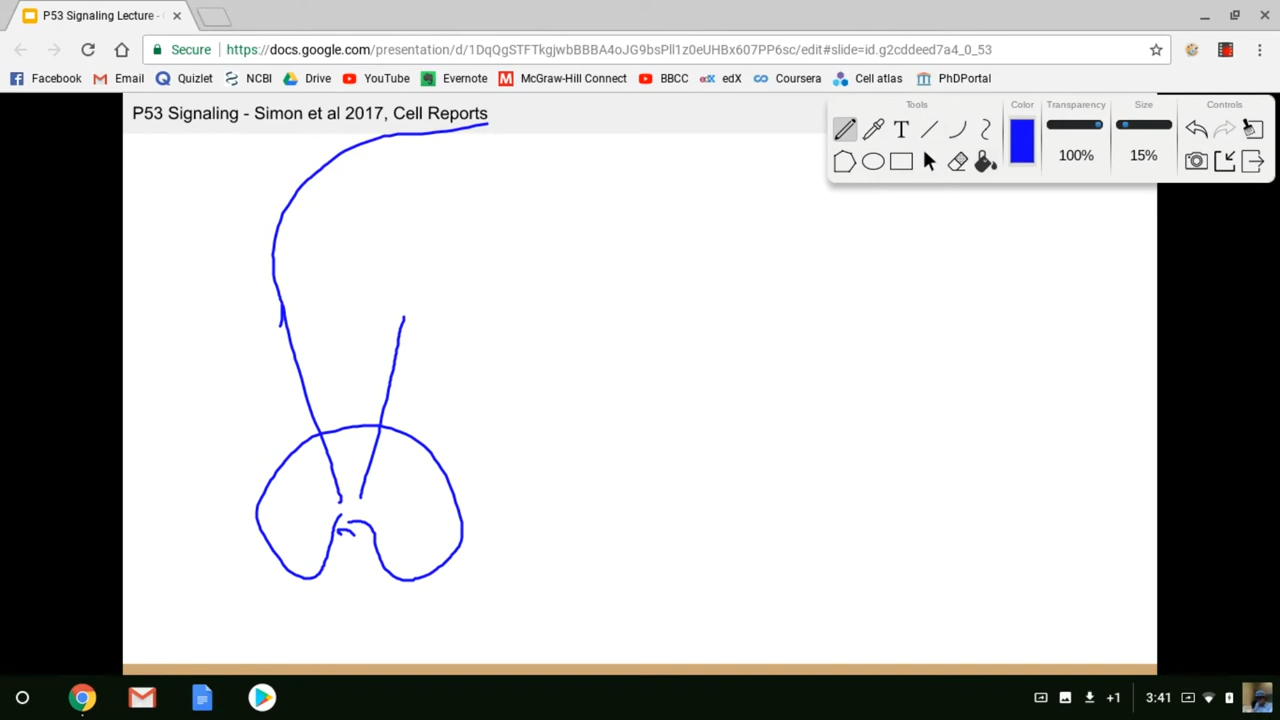 P53 Signaling Lecture -
Secure https://docs.google.com/presentation/d/1DqQgSTFTkgjwbBBBA4oJG9bsPll1z0eUHBx607PP6sc/edit#slide=id.g2cddeed7a4_0_53
Facebook Email Quizlet NCBI Drive YouTube Evernote McGraw-Hill Connect BBCC edX Coursera Cell atlas PhDPortal
P53 Signaling - Simon et al 2017, Cell Reports
Tools Color Transparency Size Controls
T
100% 15%
+1 3:41